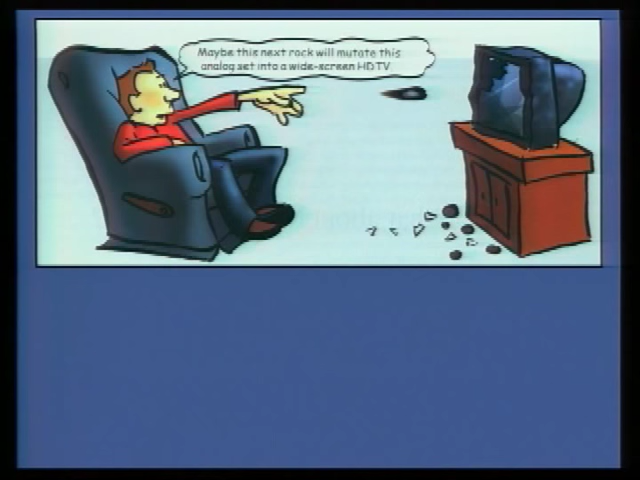 Maybe this next rock will mutate this
analog set into a wide-screen HDTV